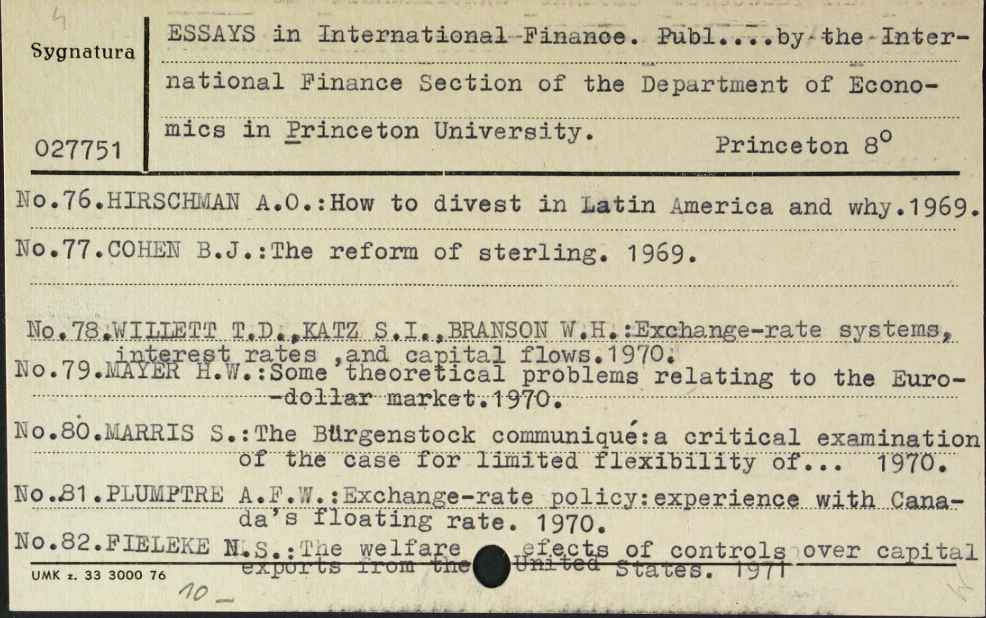 4
ESSAYS in International Finance. Publ....by the Inter-
Sygnatura
national Finance Section of the Department of Econo-
mics in Princeton University.
027751
Princeton 8º
No.76.HIRSCHMAN A.O.:How to divest in Latin America and why.1969.
No.77.COHEN B.J.:The reform of sterling. 1969.
No.78.WILLETT T.D.,KATZ S.I.,BRANSON W.H.:Exchange-rate systems,
interest rates ,and capital flows.1970.
No.79.MAYER H.W.:Some theoretical problems relating to the Euro-
-dollar market.1970.
No.80.MARRIS S.:The Bürgenstock communiqué:a critical examination
of the case for limited flexibility of... 1970.
No.81.PLUMPTRE A.F.W.:Exchange-rate policy:experience with Cana-
da's floating rate. 1970.
No.82.FIELEKE N.S.:The welfare efects of controls over capital
exports from the United States. 1971
UMK z. 33 3000 76
10 -